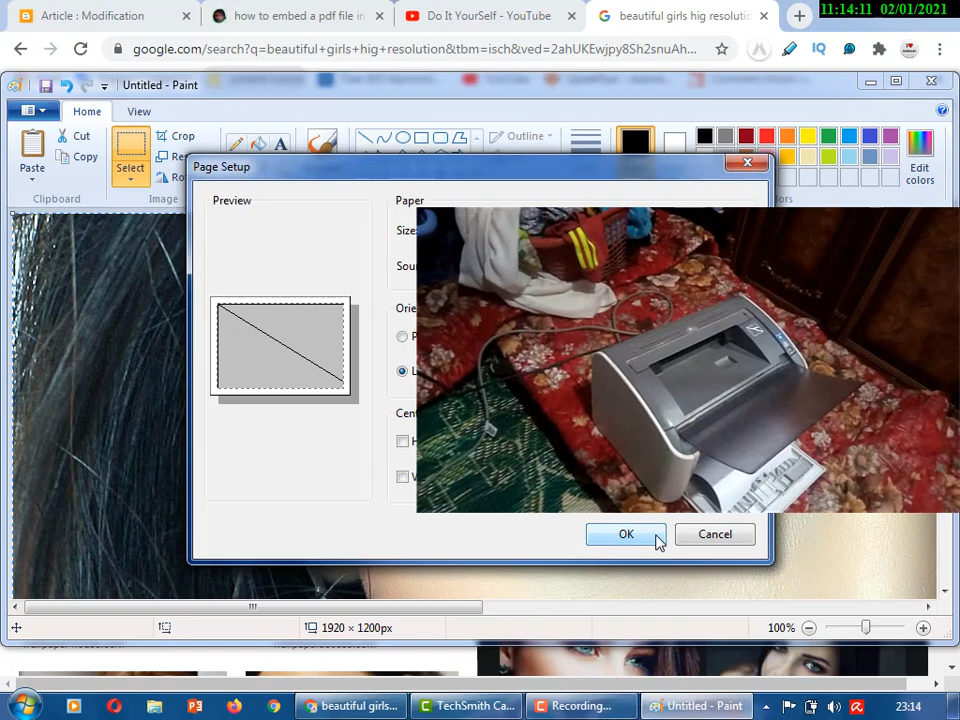 Article : Modification
how to embed a pdf file in
Do It YourSelf - YouTube
beautiful girls hig resolutio
11:14:11 02/01/2021
google.com/search?q=beautiful+girls+hig+resolution&tbm=isch&ved=2ahUKEwjpy8Sh2snuAh...
IQ
Untitled - Paint
Home
View
Paste
Cut
Copy
Clipboard
Select
Crop
Image
A
Outline
Edit
colors
Page Setup
Preview
Paper
OK
Cancel
1920 × 1200px
100%
beautiful girls...
TechSmith Ca...
Recording...
Untitled - Paint
23:14